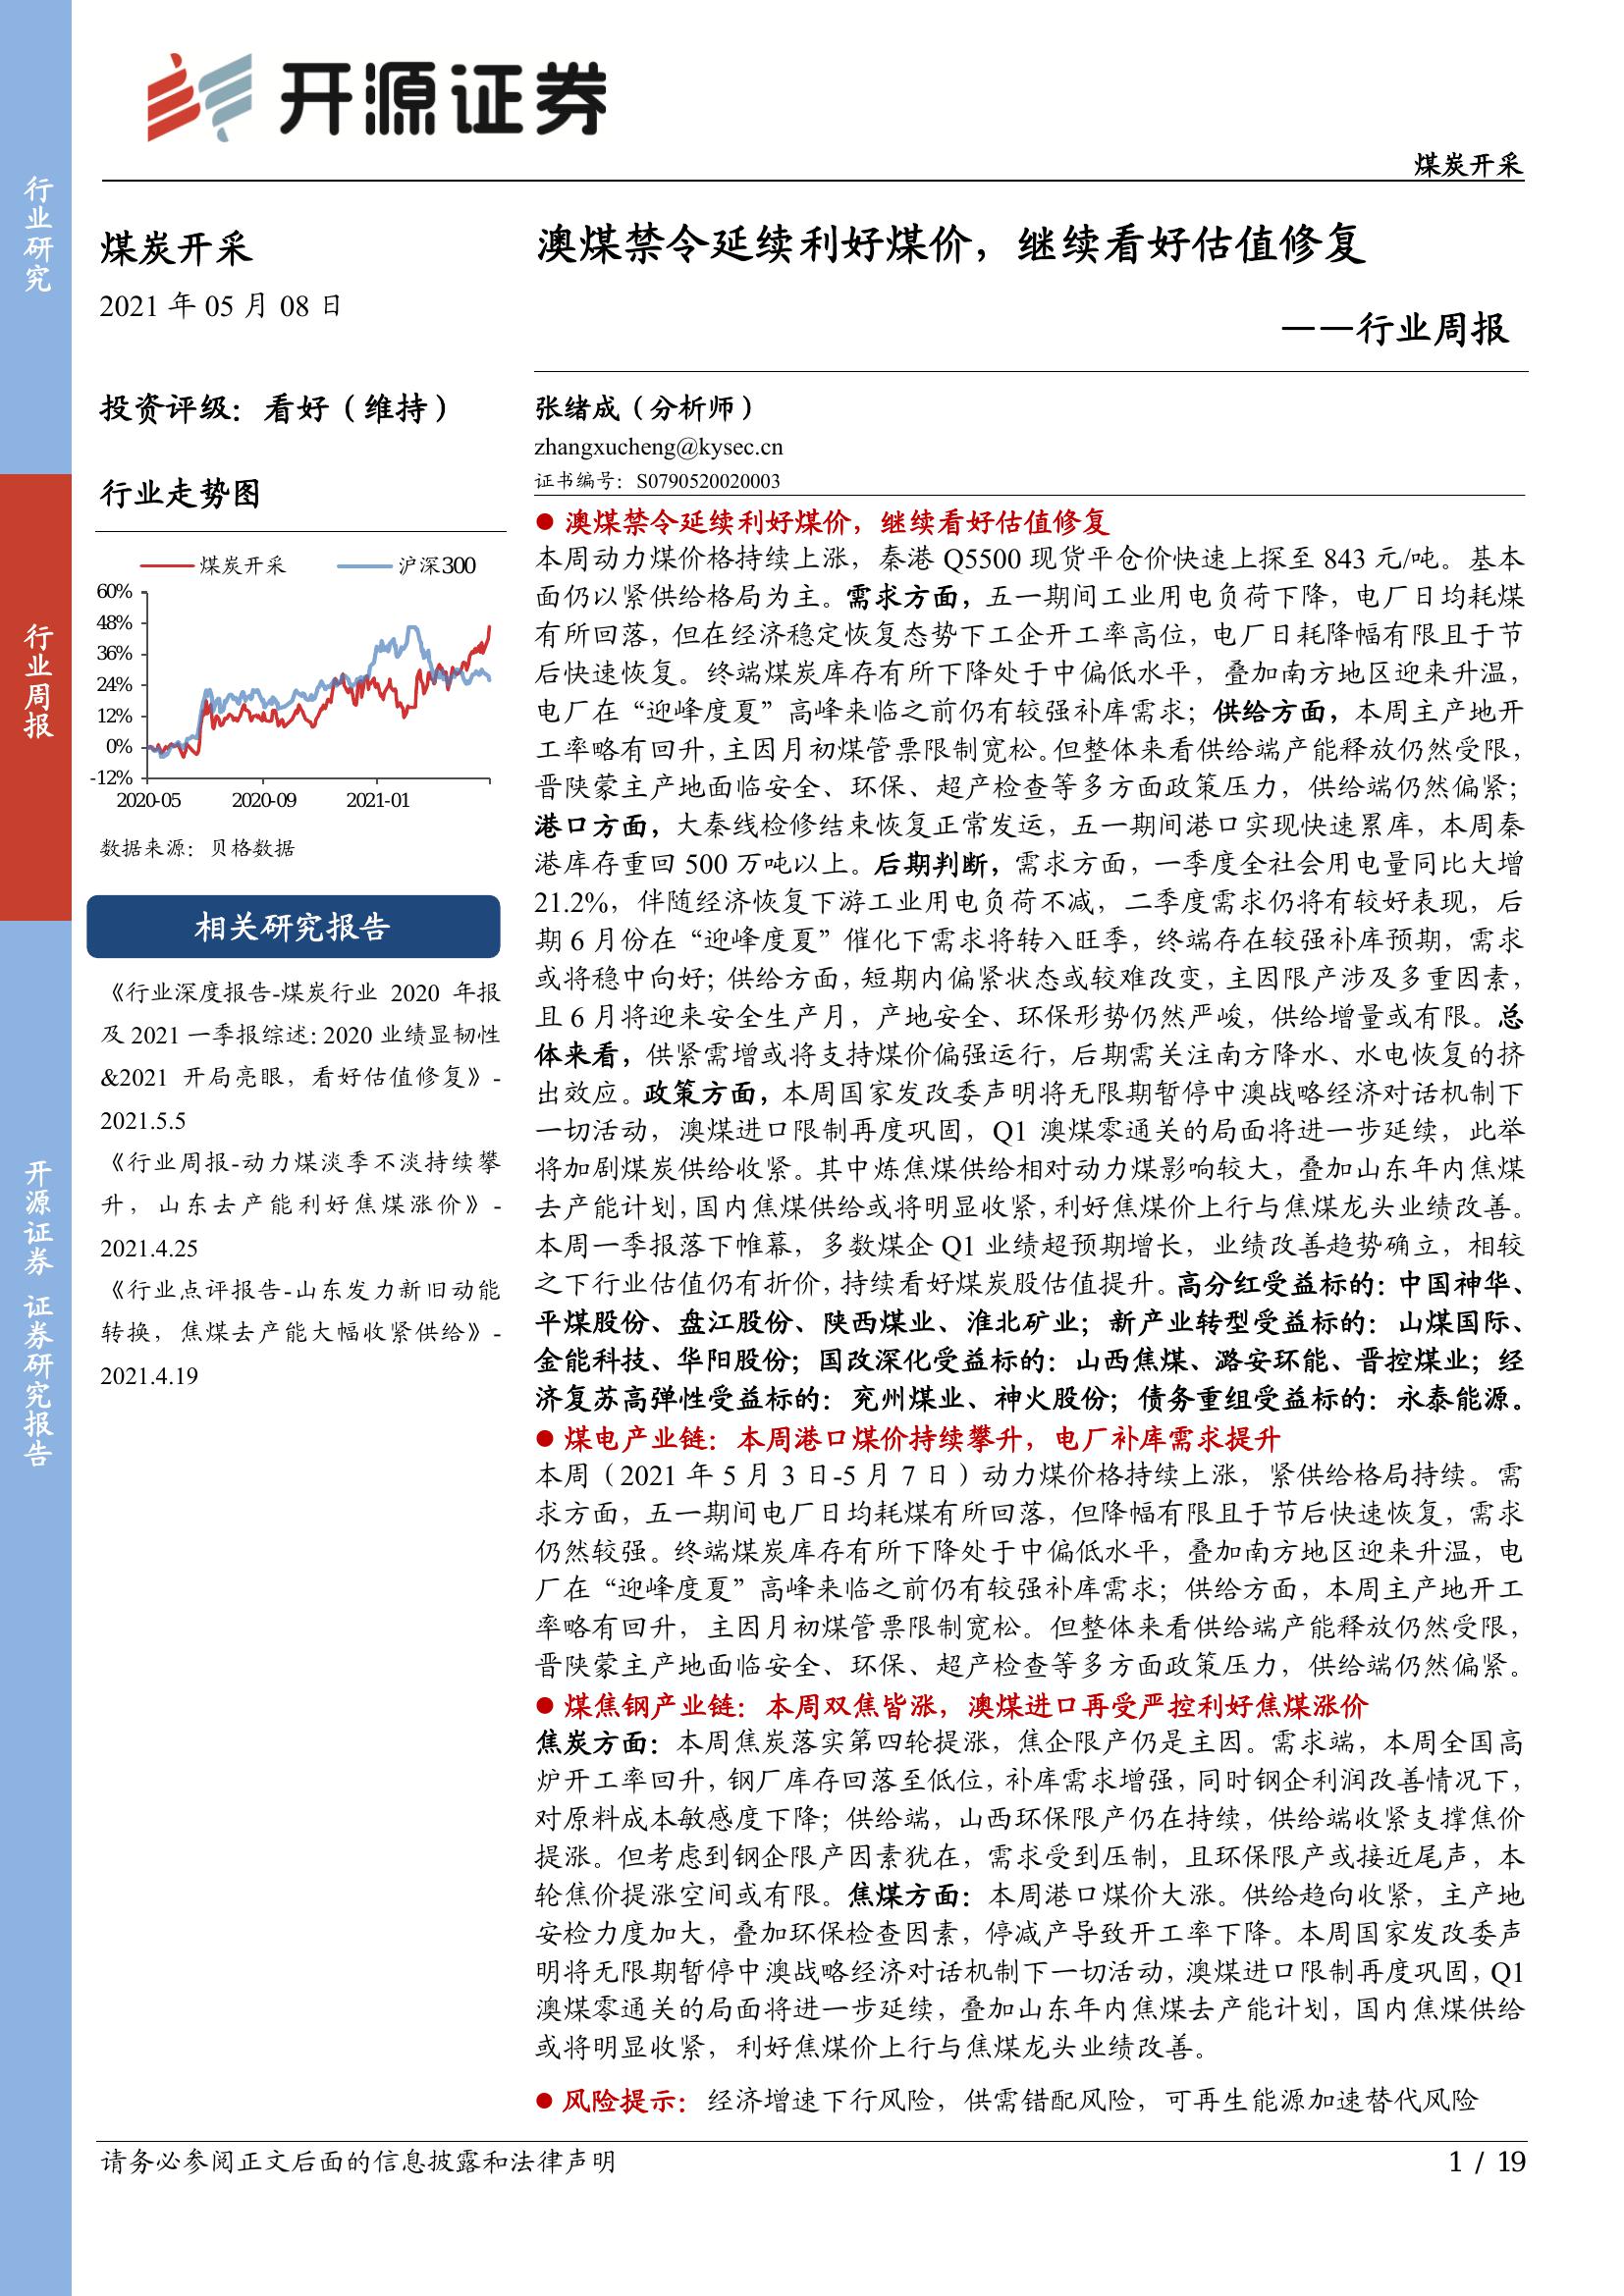 开源证券
煤炭开采
行业研究
行业周报
开源证券 证券研究报告
煤炭开采
2021 年 05 月 08 日
投资评级：看好（维持）
行业走势图
煤炭开采 沪深300
60%
48%
36%
24%
12%
0%
-12%
2020-05 2020-09 2021-01
数据来源：贝格数据
相关研究报告
《行业深度报告-煤炭行业 2020 年报
及 2021 一季报综述：2020 业绩显韧性
&2021 开局亮眼，看好估值修复》-
2021.5.5
《行业周报-动力煤淡季不淡持续攀
升，山东去产能利好焦煤涨价》-
2021.4.25
《行业点评报告-山东发力新旧动能
转换，焦煤去产能大幅收紧供给》-
2021.4.19
澳煤禁令延续利好煤价，继续看好估值修复
——行业周报
张绪成（分析师）
zhangxucheng@kysec.cn
证书编号：S0790520020003
● 澳煤禁令延续利好煤价，继续看好估值修复
本周动力煤价格持续上涨，秦港 Q5500 现货平仓价快速上探至 843 元/吨。基本
面仍以紧供给格局为主。需求方面，五一期间工业用电负荷下降，电厂日均耗煤
有所回落，但在经济稳定恢复态势下工企开工率高位，电厂日耗降幅有限且于节
后快速恢复。终端煤炭库存有所下降处于中偏低水平，叠加南方地区迎来升温，
电厂在“迎峰度夏”高峰来临之前仍有较强补库需求；供给方面，本周主产地开
工率略有回升，主因月初煤管票限制宽松。但整体来看供给端产能释放仍然受限，
晋陕蒙主产地面临安全、环保、超产检查等多方面政策压力，供给端仍然偏紧；
港口方面，大秦线检修结束恢复正常发运，五一期间港口实现快速累库，本周秦
港库存重回 500 万吨以上。后期判断，需求方面，一季度全社会用电量同比大增
21.2%，伴随经济恢复下游工业用电负荷不减，二季度需求仍将有较好表现，后
期 6 月份在“迎峰度夏”催化下需求将转入旺季，终端存在较强补库预期，需求
或将稳中向好；供给方面，短期内偏紧状态或较难改变，主因限产涉及多重因素，
且 6 月将迎来安全生产月，产地安全、环保形势仍然严峻，供给增量或有限。总
体来看，供紧需增或将支持煤价偏强运行，后期需关注南方降水、水电恢复的挤
出效应。政策方面，本周国家发改委声明将无限期暂停中澳战略经济对话机制下
一切活动，澳煤进口限制再度巩固，Q1 澳煤零通关的局面将进一步延续，此举
将加剧煤炭供给收紧。其中炼焦煤供给相对动力煤影响较大，叠加山东年内焦煤
去产能计划，国内焦煤供给或将明显收紧，利好焦煤价上行与焦煤龙头业绩改善。
本周一季报落下帷幕，多数煤企 Q1 业绩超预期增长，业绩改善趋势确立，相较
之下行业估值仍有折价，持续看好煤炭股估值提升。高分红受益标的：中国神华、
平煤股份、盘江股份、陕西煤业、淮北矿业；新产业转型受益标的：山煤国际、
金能科技、华阳股份；国改深化受益标的：山西焦煤、潞安环能、晋控煤业；经
济复苏高弹性受益标的：兖州煤业、神火股份；债务重组受益标的：永泰能源。
● 煤电产业链：本周港口煤价持续攀升，电厂补库需求提升
本周（2021 年 5 月 3 日-5 月 7 日）动力煤价格持续上涨，紧供给格局持续。需
求方面，五一期间电厂日均耗煤有所回落，但降幅有限且于节后快速恢复，需求
仍然较强。终端煤炭库存有所下降处于中偏低水平，叠加南方地区迎来升温，电
厂在“迎峰度夏”高峰来临之前仍有较强补库需求；供给方面，本周主产地开工
率略有回升，主因月初煤管票限制宽松。但整体来看供给端产能释放仍然受限，
晋陕蒙主产地面临安全、环保、超产检查等多方面政策压力，供给端仍然偏紧。
● 煤焦钢产业链：本周双焦皆涨，澳煤进口再受严控利好焦煤涨价
焦炭方面：本周焦炭落实第四轮提涨，焦企限产仍是主因。需求端，本周全国高
炉开工率回升，钢厂库存回落至低位，补库需求增强，同时钢企利润改善情况下，
对原料成本敏感度下降；供给端，山西环保限产仍在持续，供给端收紧支撑焦价
提涨。但考虑到钢企限产因素犹在，需求受到压制，且环保限产或接近尾声，本
轮焦价提涨空间或有限。焦煤方面：本周港口煤价大涨。供给趋向收紧，主产地
安检力度加大，叠加环保检查因素，停减产导致开工率下降。本周国家发改委声
明将无限期暂停中澳战略经济对话机制下一切活动，澳煤进口限制再度巩固，Q1
澳煤零通关的局面将进一步延续，叠加山东年内焦煤去产能计划，国内焦煤供给
或将明显收紧，利好焦煤价上行与焦煤龙头业绩改善。
● 风险提示：经济增速下行风险，供需错配风险，可再生能源加速替代风险
请务必参阅正文后面的信息披露和法律声明
1 / 19